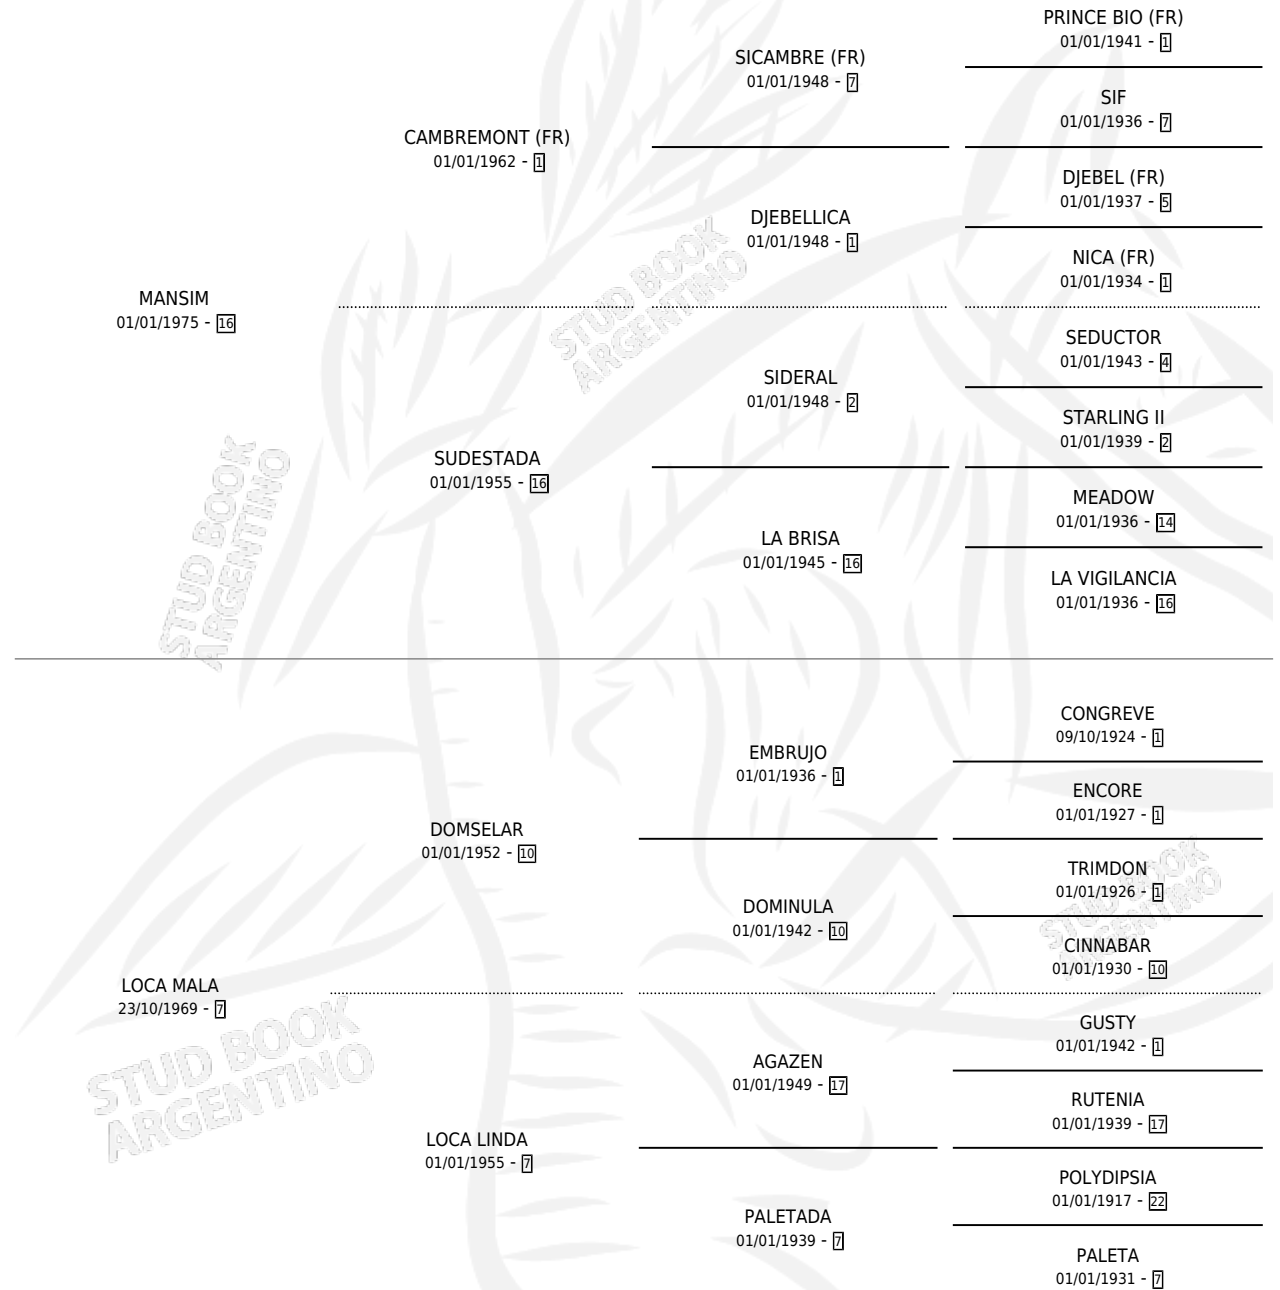 PRINCE BIO (FR)
01/01/1941 - 1
SICAMBRE (FR)
01/01/1948 - 7
SIF
01/01/1936 - 7
CAMBREMONT (FR)
01/01/1962 - 1
DJEBEL (FR)
01/01/1937 - 5
DJEBELLICA
01/01/1948 - 1
NICA (FR)
01/01/1934 - 1
MANSIM
01/01/1975 - 16
SEDUCTOR
01/01/1943 - 4
SIDERAL
01/01/1948 - 2
STARLING II
01/01/1939 - 2
SUDESTADA
01/01/1955 - 16
MEADOW
01/01/1936 - 14
LA BRISA
01/01/1945 - 16
LA VIGILANCIA
01/01/1936 - 16
CONGREVE
09/10/1924 - 1
EMBRUJO
01/01/1936 - 1
ENCORE
01/01/1927 - 1
DOMSELAR
01/01/1952 - 10
TRIMDON
01/01/1926 - 1
DOMINULA
01/01/1942 - 10
CINNABAR
01/01/1930 - 10
LOCA MALA
23/10/1969 - 7
GUSTY
01/01/1942 - 1
AGAZEN
01/01/1949 - 17
RUTENIA
01/01/1939 - 17
LOCA LINDA
01/01/1955 - 7
POLYDIPSIA
01/01/1917 - 22
PALETADA
01/01/1939 - 7
PALETA
01/01/1931 - 7
STUD BOOK
ARGENTINO
STUD BOOK
ARGENTINO
STUD BOOK
ARGENTINO
STUD BOOK
ARGENTINO